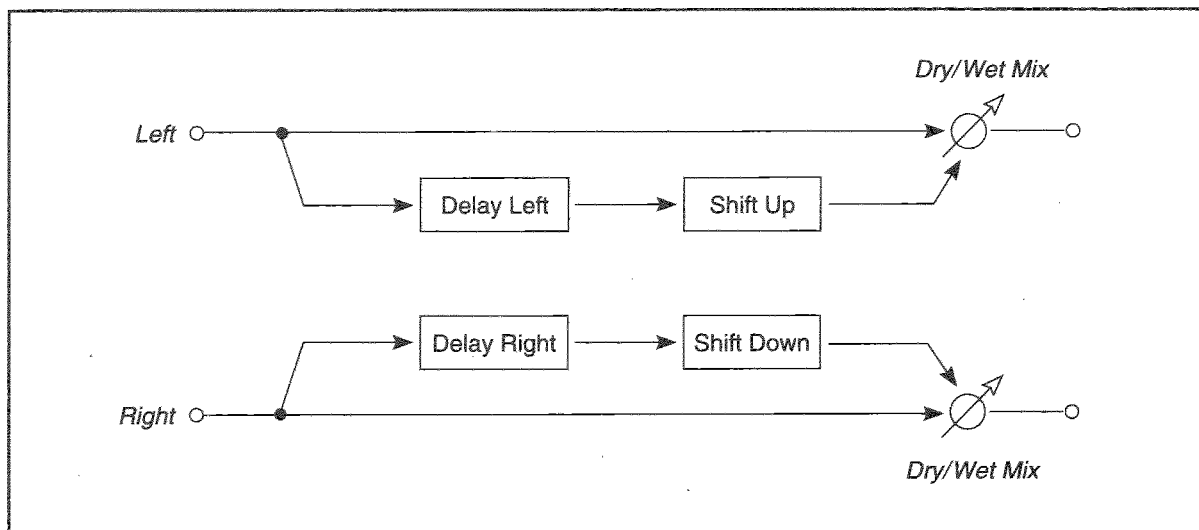 Dry/Wet Mix
Left
Delay Left
Shift Up
Delay Right
Shift Down
Right
Dry/Wet Mix